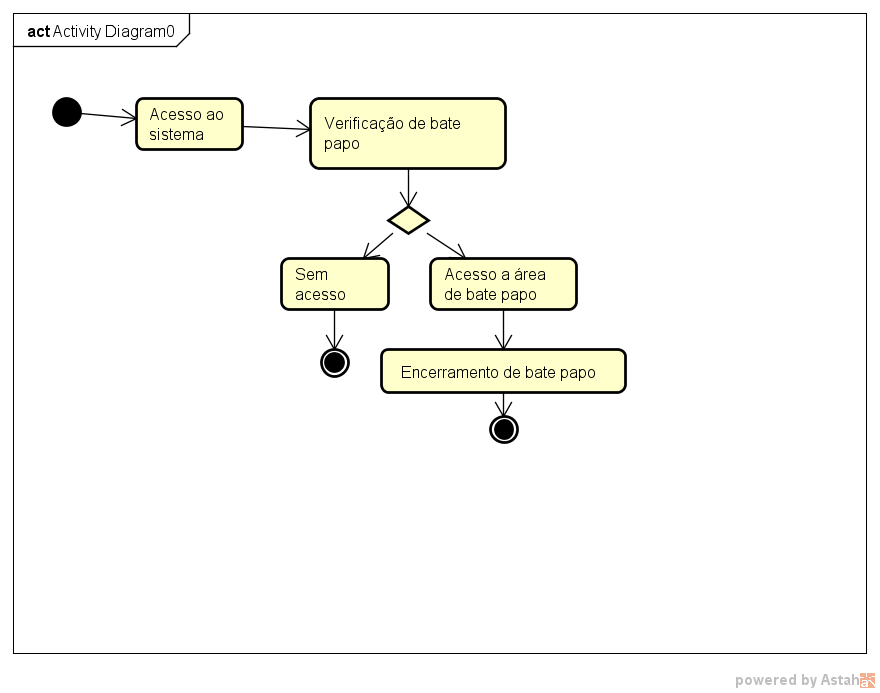 act Activity Diagram0
Acesso ao
sistema
Verificação de bate
papo
Sem
acesso
Acesso a área
de bate papo
Encerramento de bate papo
powered by Astah